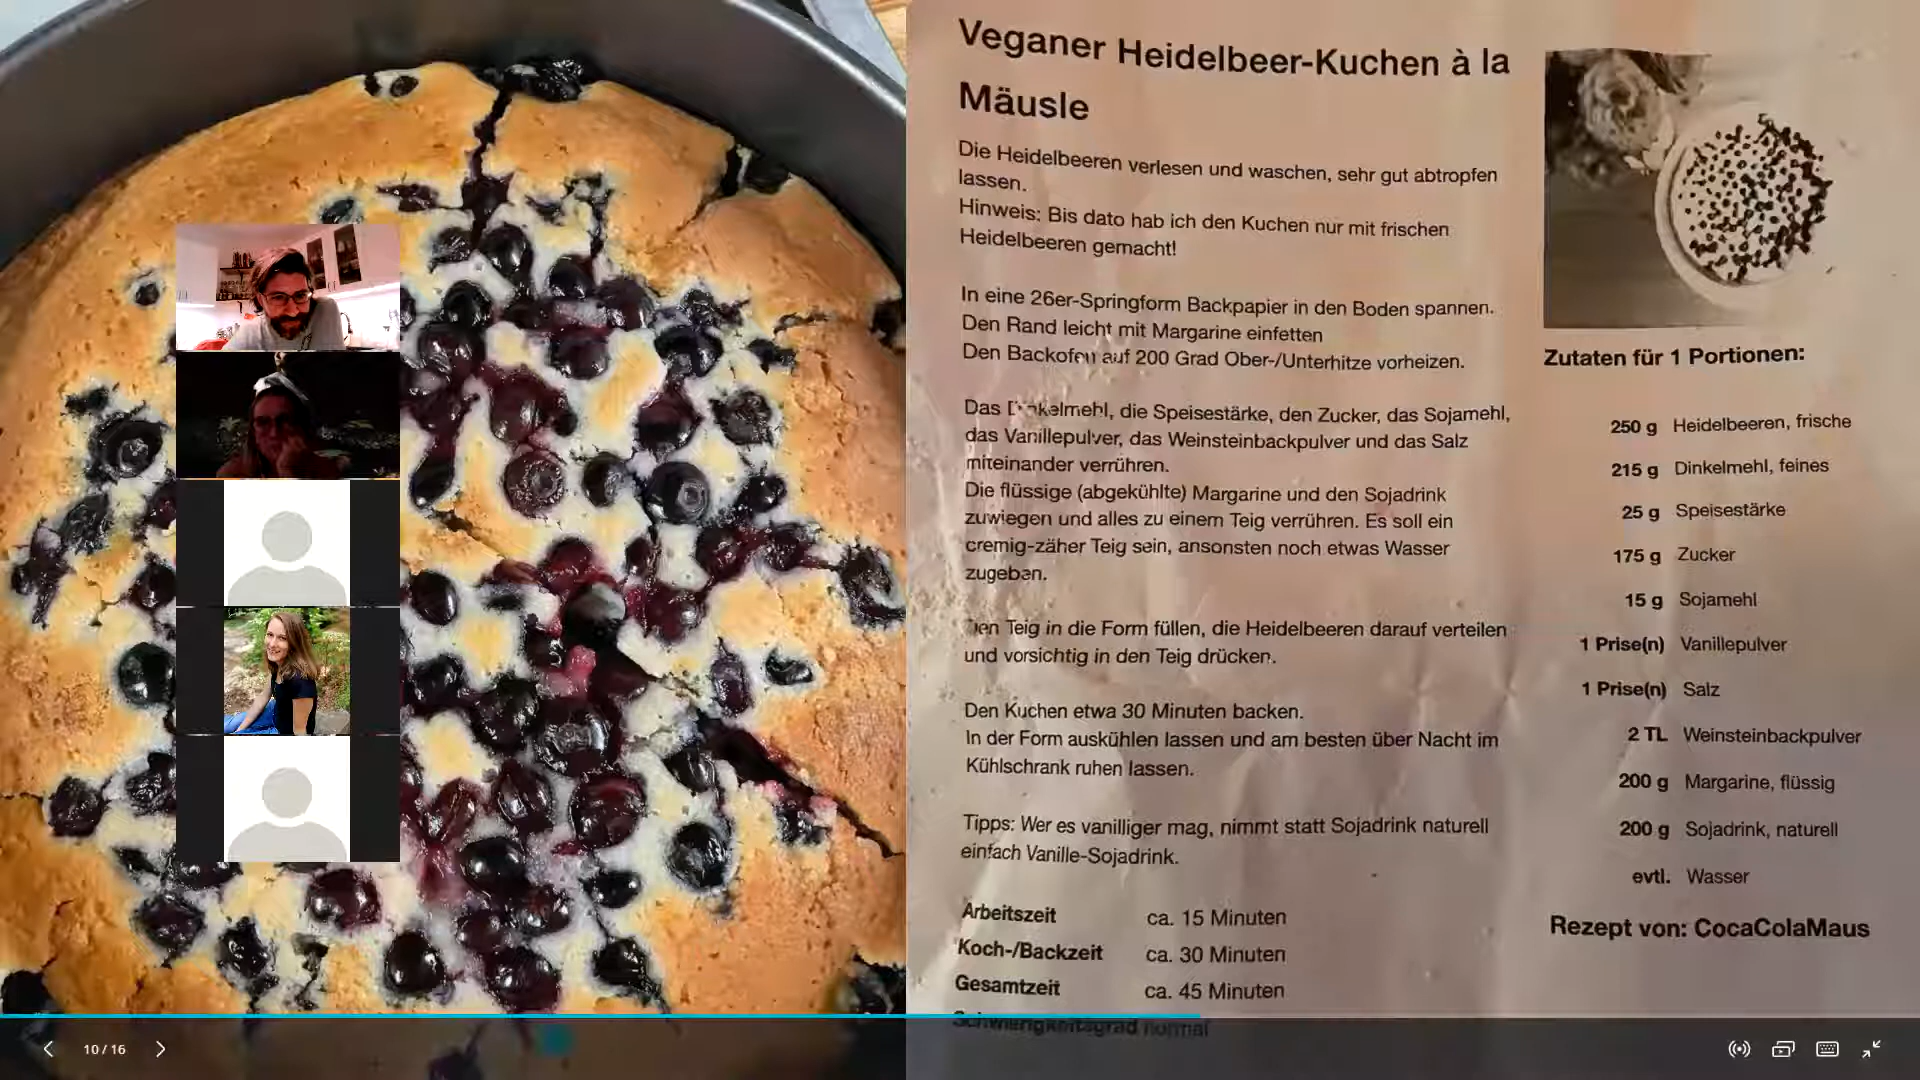 Veganer Heidelbeer-Kuchen à la
Mäusle
Die Heidelbeeren verlesen und waschen, sehr gut abtropfen
lassen.
Hinweis: Bis dato hab ich den Kuchen nur mit frischen
Heidelbeeren gemacht!
In eine 26er-Springform Backpapier in den Boden spannen.
Den Rand leicht mit Margarine einfetten
Den Backofen auf 200 Grad Ober-/Unterhitze vorheizen.
Das Dinkelmehl, die Speisestärke, den Zucker, das Sojamehl,
das Vanillepulver, das Weinsteinbackpulver und das Salz
miteinander verrühren.
Die flüssige (abgekühlte) Margarine und den Sojadrink
zuwiegen und alles zu einem Teig verrühren. Es soll ein
cremig-zäher Teig sein, ansonsten noch etwas Wasser
zugeben.
Den Teig in die Form füllen, die Heidelbeeren darauf verteilen
und vorsichtig in den Teig drücken.
Den Kuchen etwa 30 Minuten backen.
In der Form auskühlen lassen und am besten über Nacht im
Kühlschrank ruhen lassen.
Tipps: Wer es vanilliger mag, nimmt statt Sojadrink naturell
einfach Vanille-Sojadrink.
Arbeitszeit ca. 15 Minuten
Koch-/Backzeit ca. 30 Minuten
Gesamtzeit ca. 45 Minuten
Schwierigkeitsgrad normal
Zutaten für 1 Portionen:
250 g Heidelbeeren, frische
215 g Dinkelmehl, feines
25 g Speisestärke
175 g Zucker
15 g Sojamehl
1 Prise(n) Vanillepulver
1 Prise(n) Salz
2 TL Weinsteinbackpulver
200 g Margarine, flüssig
200 g Sojadrink, naturell
evtl. Wasser
Rezept von: CocaColaMaus
10 / 16